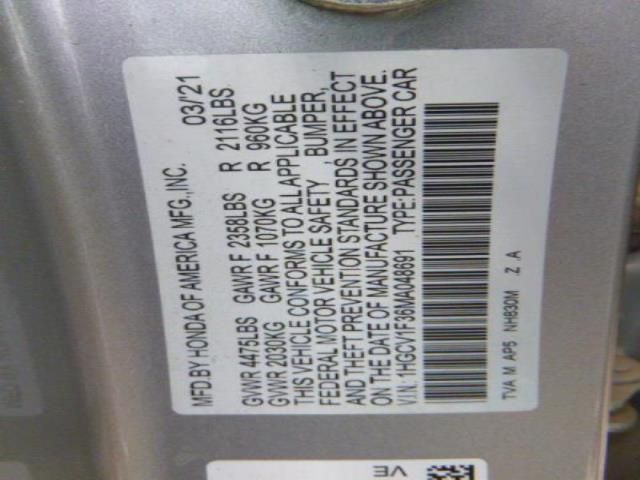 MFD.BY HONDA OF AMERICA MFG.,INC. 03/'21
GVWR 4475LBS GAWR F 2358LBS R 2116LBS
GVWR 2030KG GAWR F 1070KG R 960KG
THIS VEHICLE CONFORMS TO ALL APPLICABLE
FEDERAL MOTOR VEHICLE SAFETY , BUMPER,
AND THEFT PREVENTION STANDARDS IN EFFECT
ON THE DATE OF MANUFACTURE SHOWN ABOVE.
V.I.N: 1HGCV1F36MA048691 TYPE:PASSENGER CAR
TVA M AP5 NH830M Z A
VE